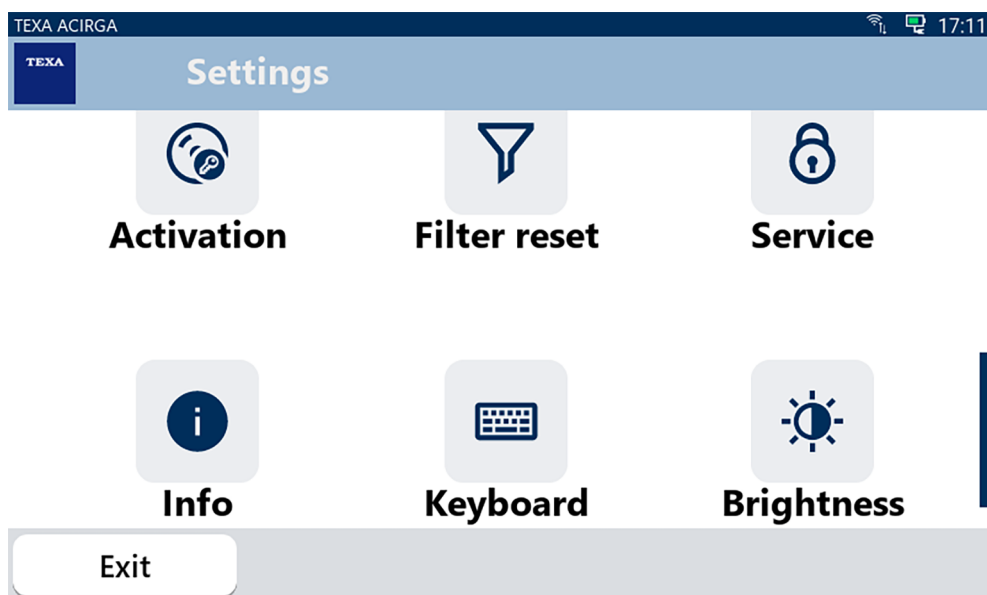 TEXA ACIRGA 17:11
TEXA Settings
Activation Filter reset Service
i
Info Keyboard Brightness
Exit